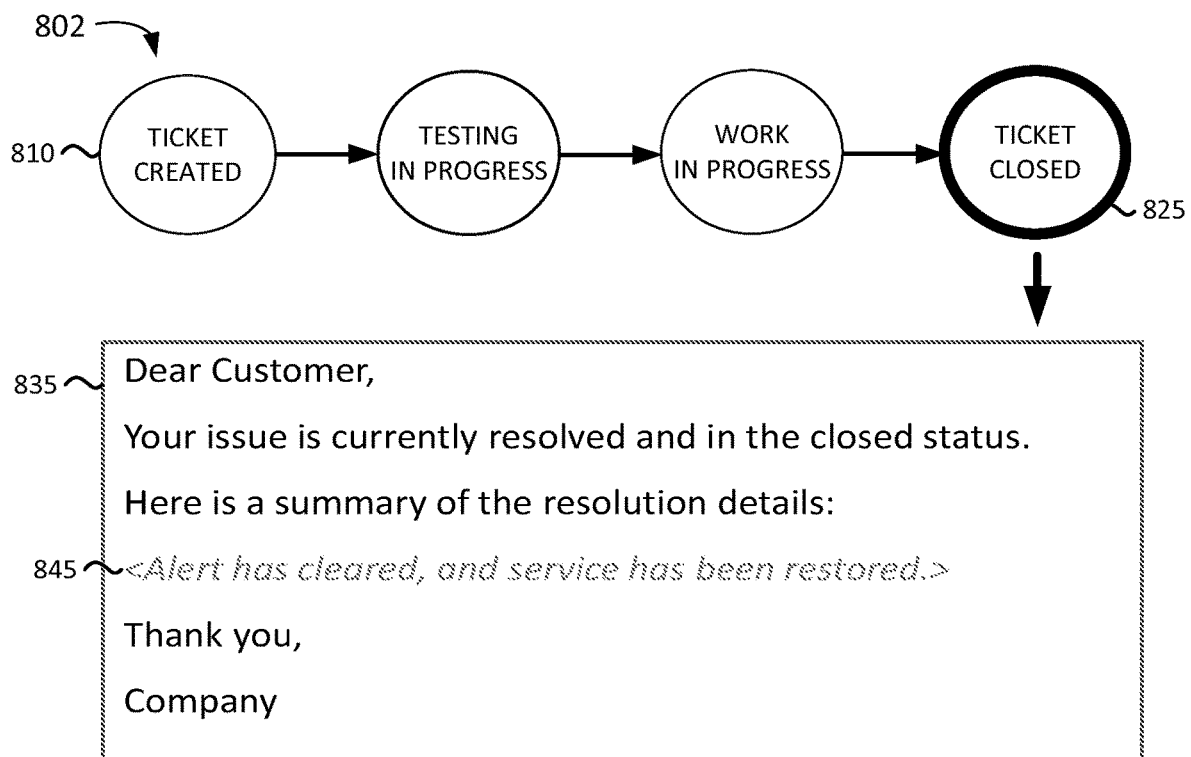 802
810
TICKET
CREATED
TESTING
IN PROGRESS
WORK
IN PROGRESS
TICKET
CLOSED
825
835
Dear Customer,
Your issue is currently resolved and in the closed status.
Here is a summary of the resolution details:
845
<Alert has cleared, and service has been restored.>
Thank you,
Company